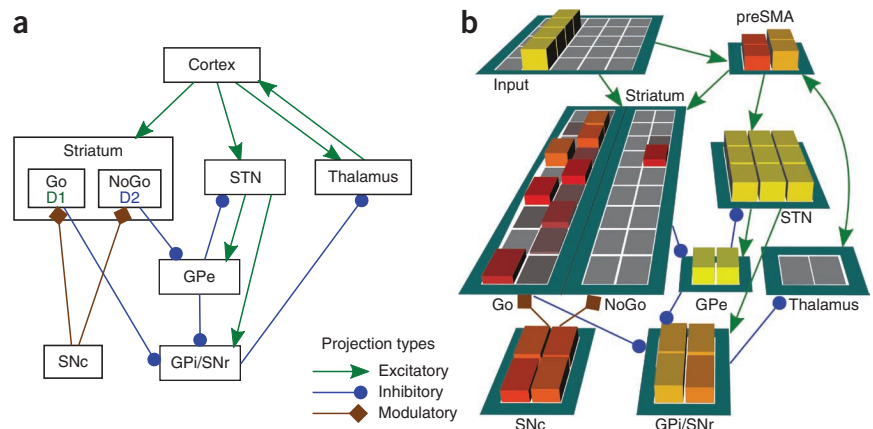 a
Cortex
Striatum
Go
D1
NoGo
D2
STN
Thalamus
GPe
SNc
GPi/SNr
Projection types
Excitatory
Inhibitory
Modulatory
b
preSMA
Input
Striatum
STN
Go
NoGo
GPe
Thalamus
SNc
GPi/SNr